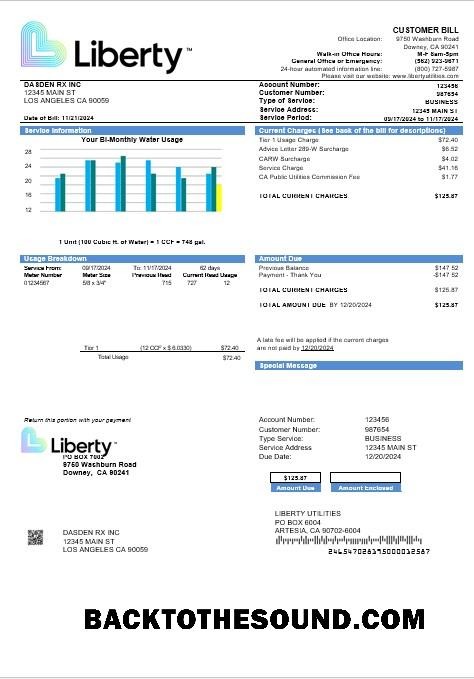 Liberty™
CUSTOMER BILL
Office Location: 9750 Washburn Road
Downey, CA 90241
Walk-in Office Hours: M-F 8am-5pm
General Office or Emergency: (562) 923-9671
24-hour automated information line: (800) 727-5987
Please visit our website: www.libertyutilities.com
DASDEN RX INC
12345 MAIN ST
LOS ANGELES CA 90059
Date of Bill: 11/21/2024
Account Number: 123456
Customer Number: 987654
Type of Service: BUSINESS
Service Address: 12345 MAIN ST
Service Period: 09/17/2024 to 11/17/2024
Service Information
Your Bi-Monthly Water Usage
28
24
20
16
12
1 Unit (100 Cubic ft. of Water) = 1 CCF = 748 gal.
Current Charges (See back of the bill for descriptions)
Tier 1 Usage Charge $72.40
Advice Letter 289-W Surcharge $6.52
CARW Surcharge $4.02
Service Charge $41.16
CA Public Utilities Commission Fee $1.77
TOTAL CURRENT CHARGES $125.87
Usage Breakdown
Service From: 09/17/2024 To: 11/17/2024 62 days
Meter Number Meter Size Previous Read Current Read Usage
01234567 5/8 x 3/4" 715 727 12
Tier 1 (12 CCF x $ 6.0330) $72.40
Total Usage $72.40
Amount Due
Previous Balance $147.52
Payment - Thank You -$147.52
TOTAL CURRENT CHARGES $125.87
TOTAL AMOUNT DUE BY 12/20/2024 $125.87
A late fee will be applied if the current charges
are not paid by 12/20/2024
Special Message
Return this portion with your payment
Liberty™
PO BOX 7002
9750 Washburn Road
Downey, CA 90241
Account Number: 123456
Customer Number: 987654
Type Service: BUSINESS
Service Address 12345 MAIN ST
Due Date: 12/20/2024
$125.87
Amount Due Amount Enclosed
LIBERTY UTILITIES
PO BOX 6004
ARTESIA, CA 90702-6004
DASDEN RX INC
12345 MAIN ST
LOS ANGELES CA 90059
BACKTOTHESOUND.COM